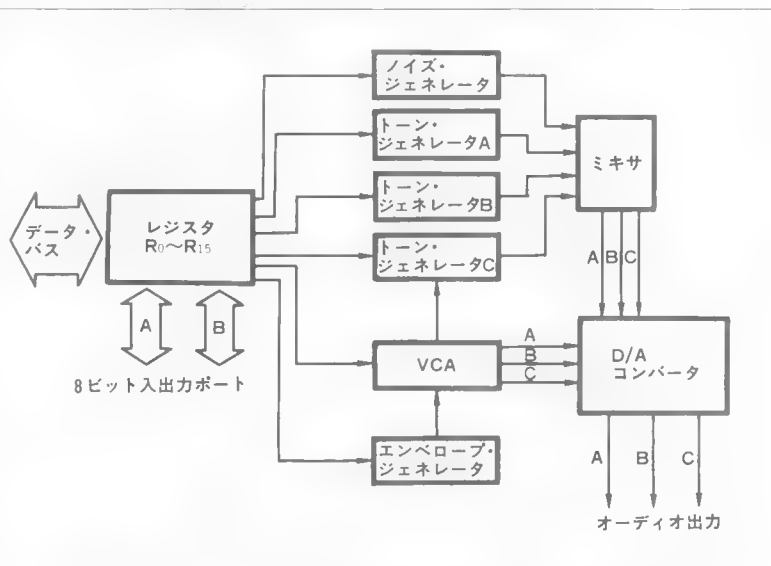 ノイズ・
ジェネレータ
トーン・
ジェネレータA
トーン・
ジェネレータB
トーン・
ジェネレータC
ミキサ
データ・
バス
レジスタ
R0〜R15
A
B
8ビット入出力ポート
VCA
エンベロープ・
ジェネレータ
A
B
C
A B C
D/A
コンバータ
A
B
C
オーディオ出力